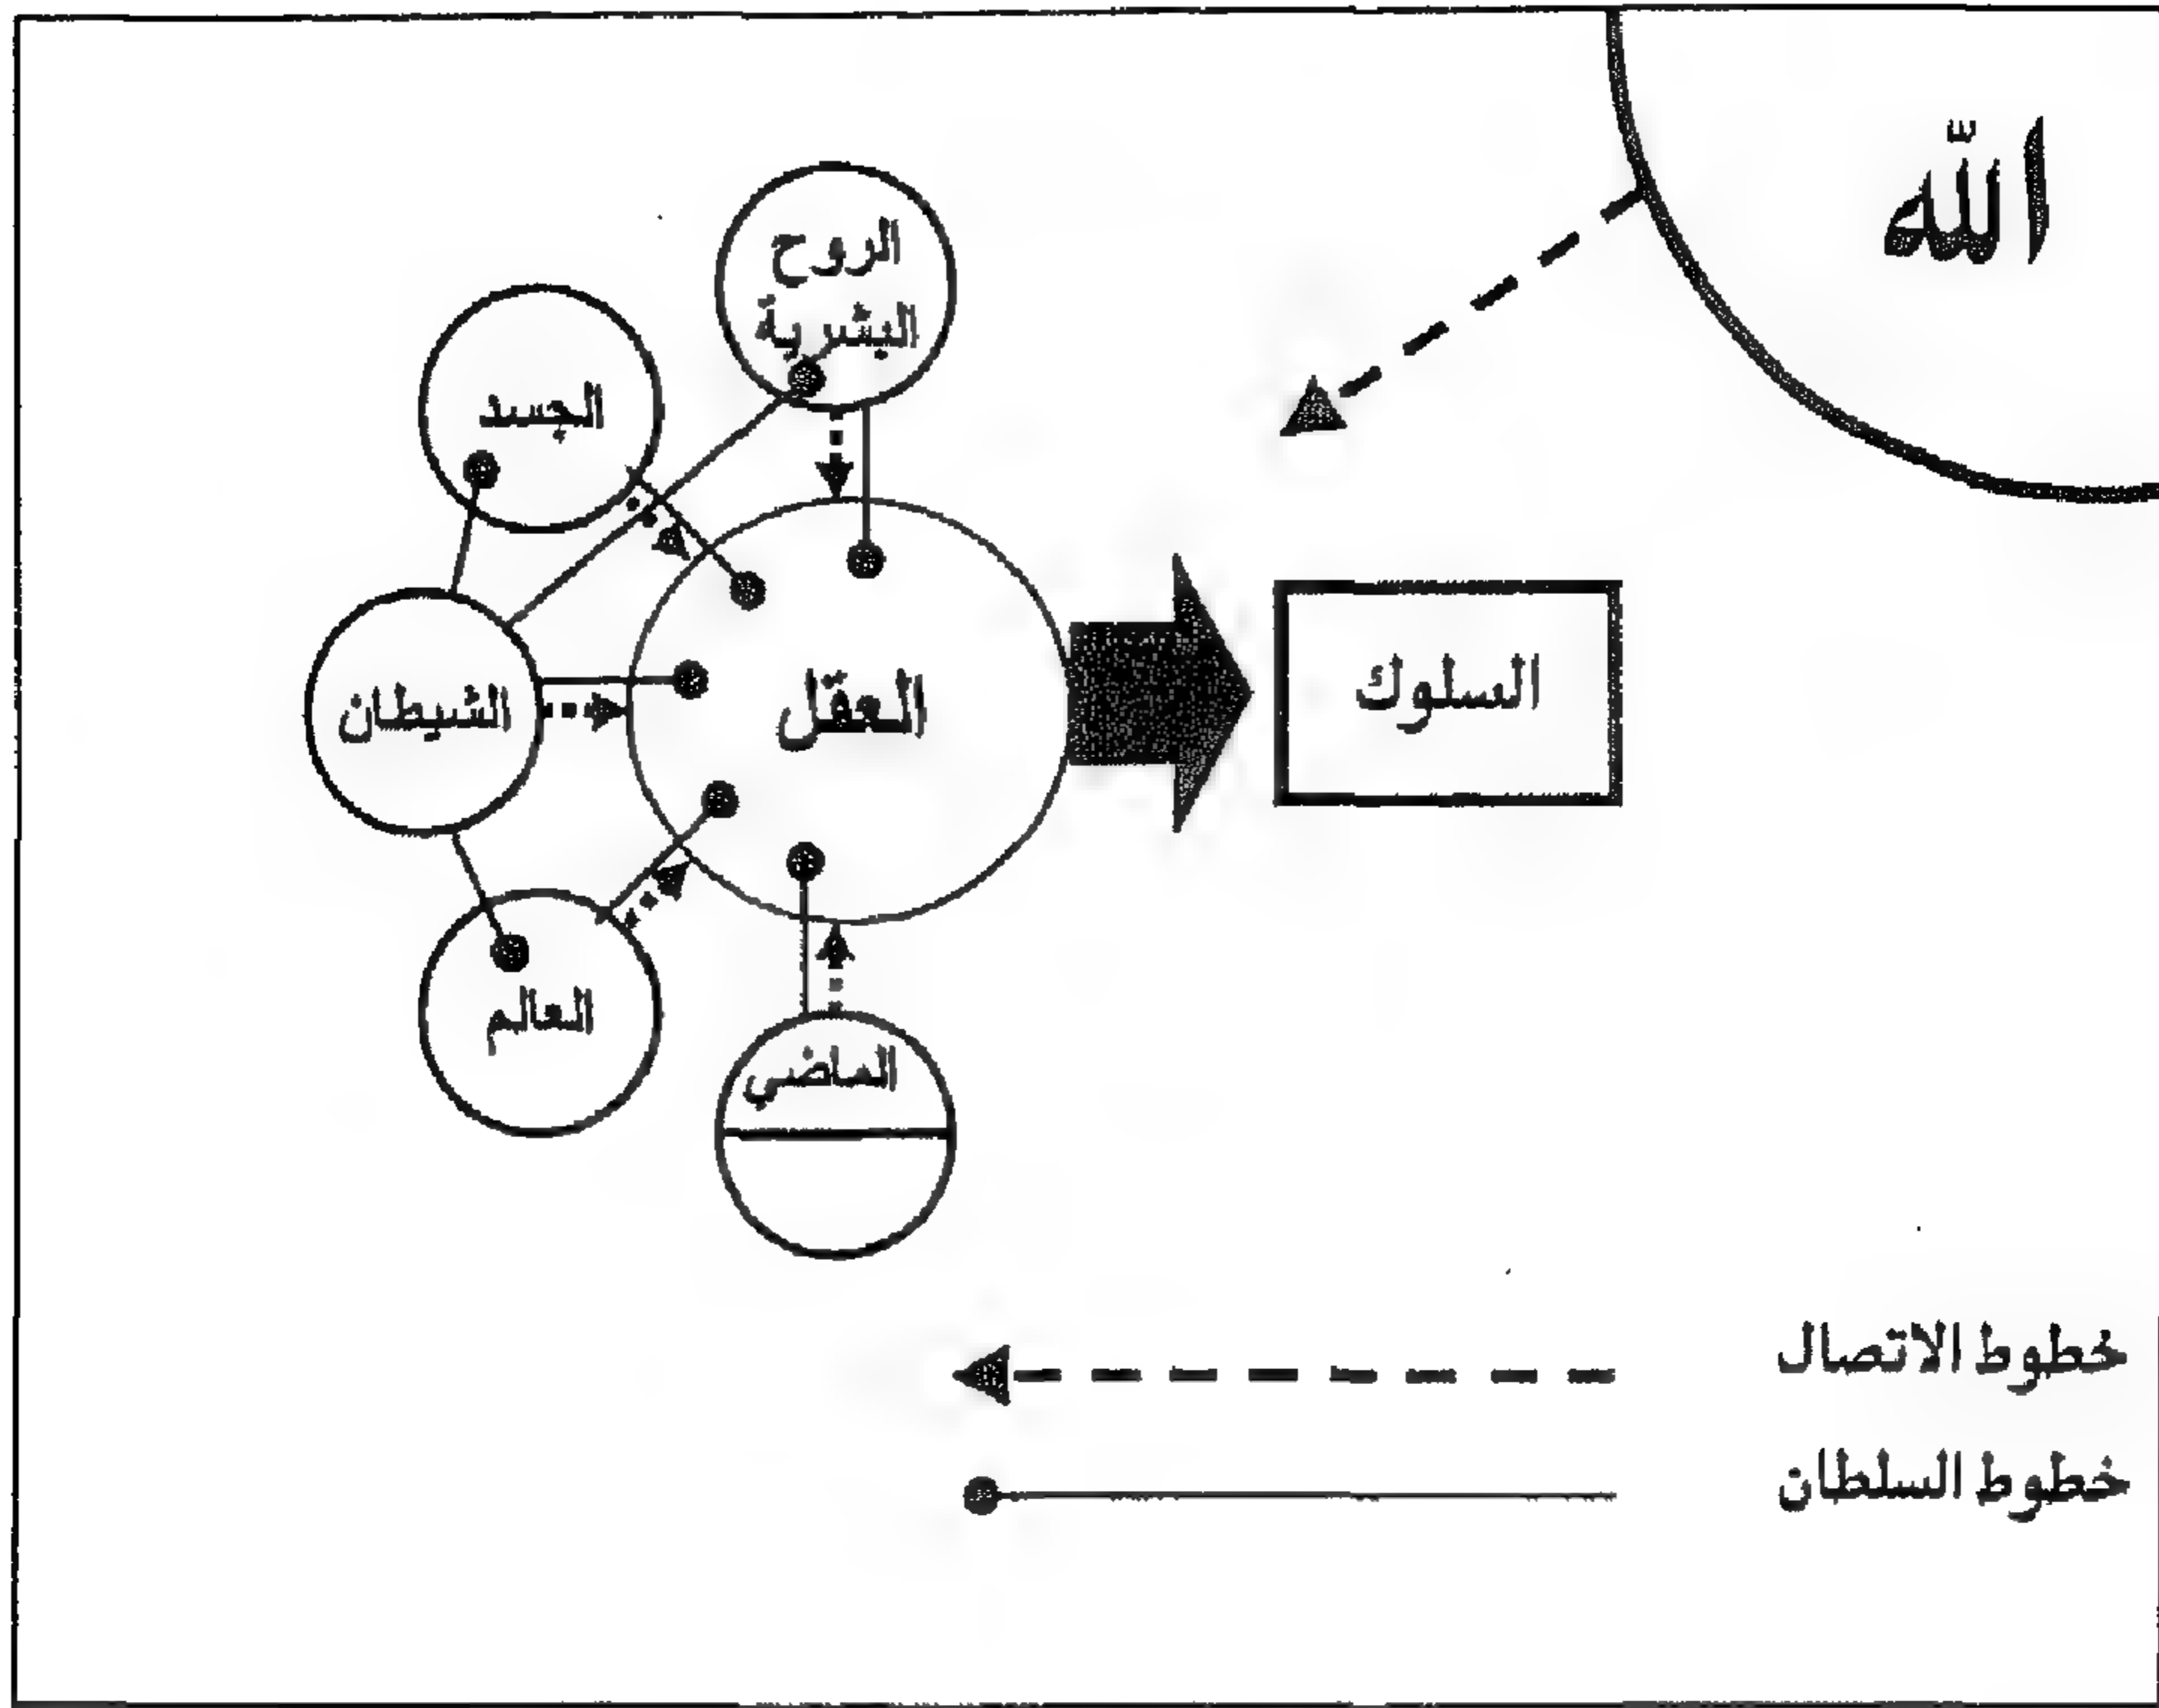 الله
الروح
البشرية
الجسد
العقل
السلوك
الشيطان
العالم
الماضي
خطوط الاتصال
خطوط السلطان